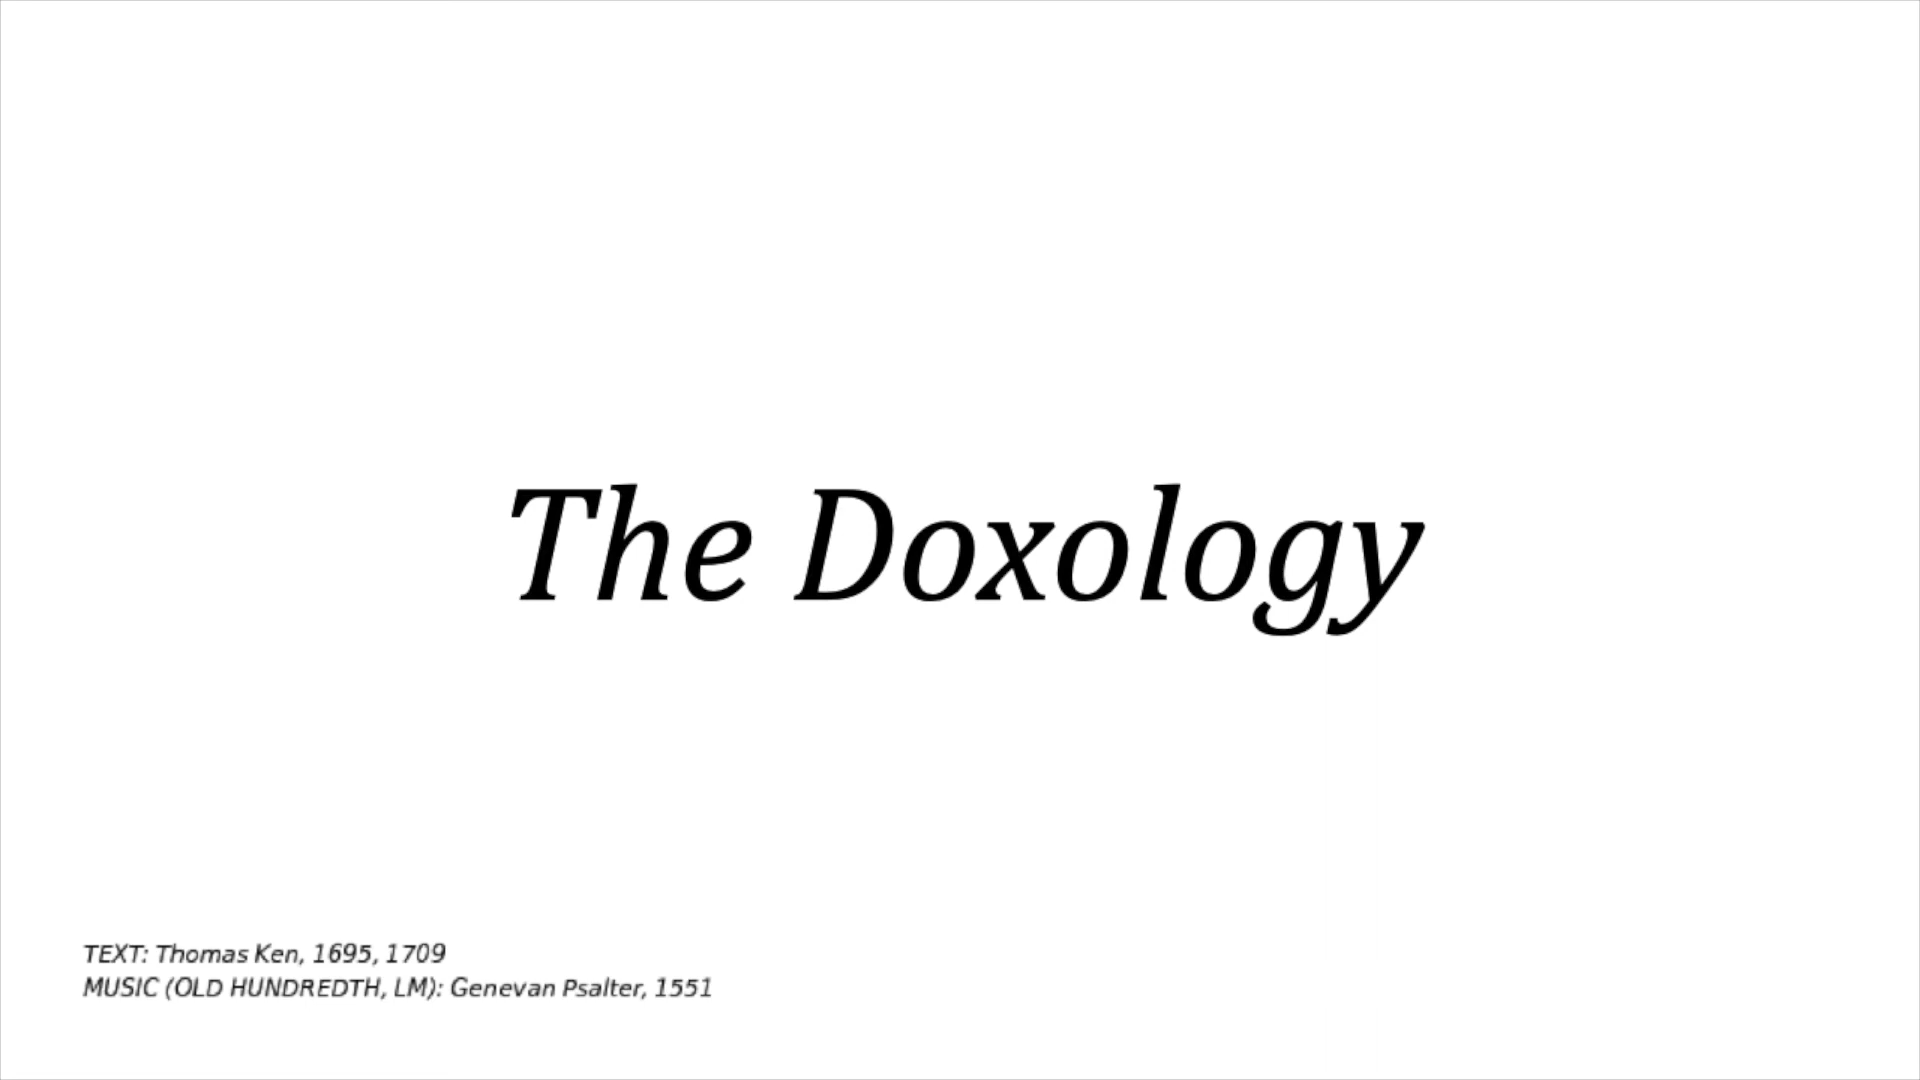 The Doxology
TEXT: Thomas Ken, 1695, 1709
MUSIC (OLD HUNDREDTH, LM): Genevan Psalter, 1551